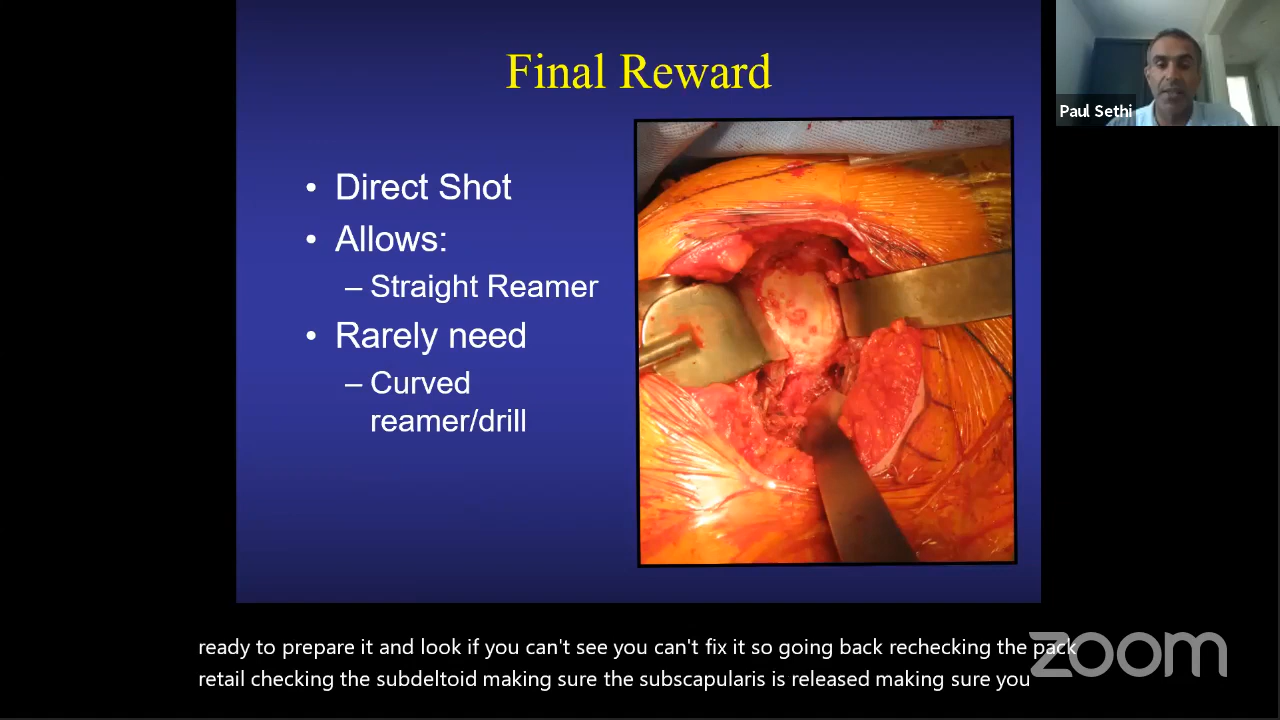 Final Reward
Paul Sethi
• Direct Shot
• Allows:
– Straight Reamer
• Rarely need
– Curved
reamer/drill
ready to prepare it and look if you can't see you can't fix it so going back rechecking the pack
retail checking the subdeltoid making sure the subscapularis is released making sure you
zoom